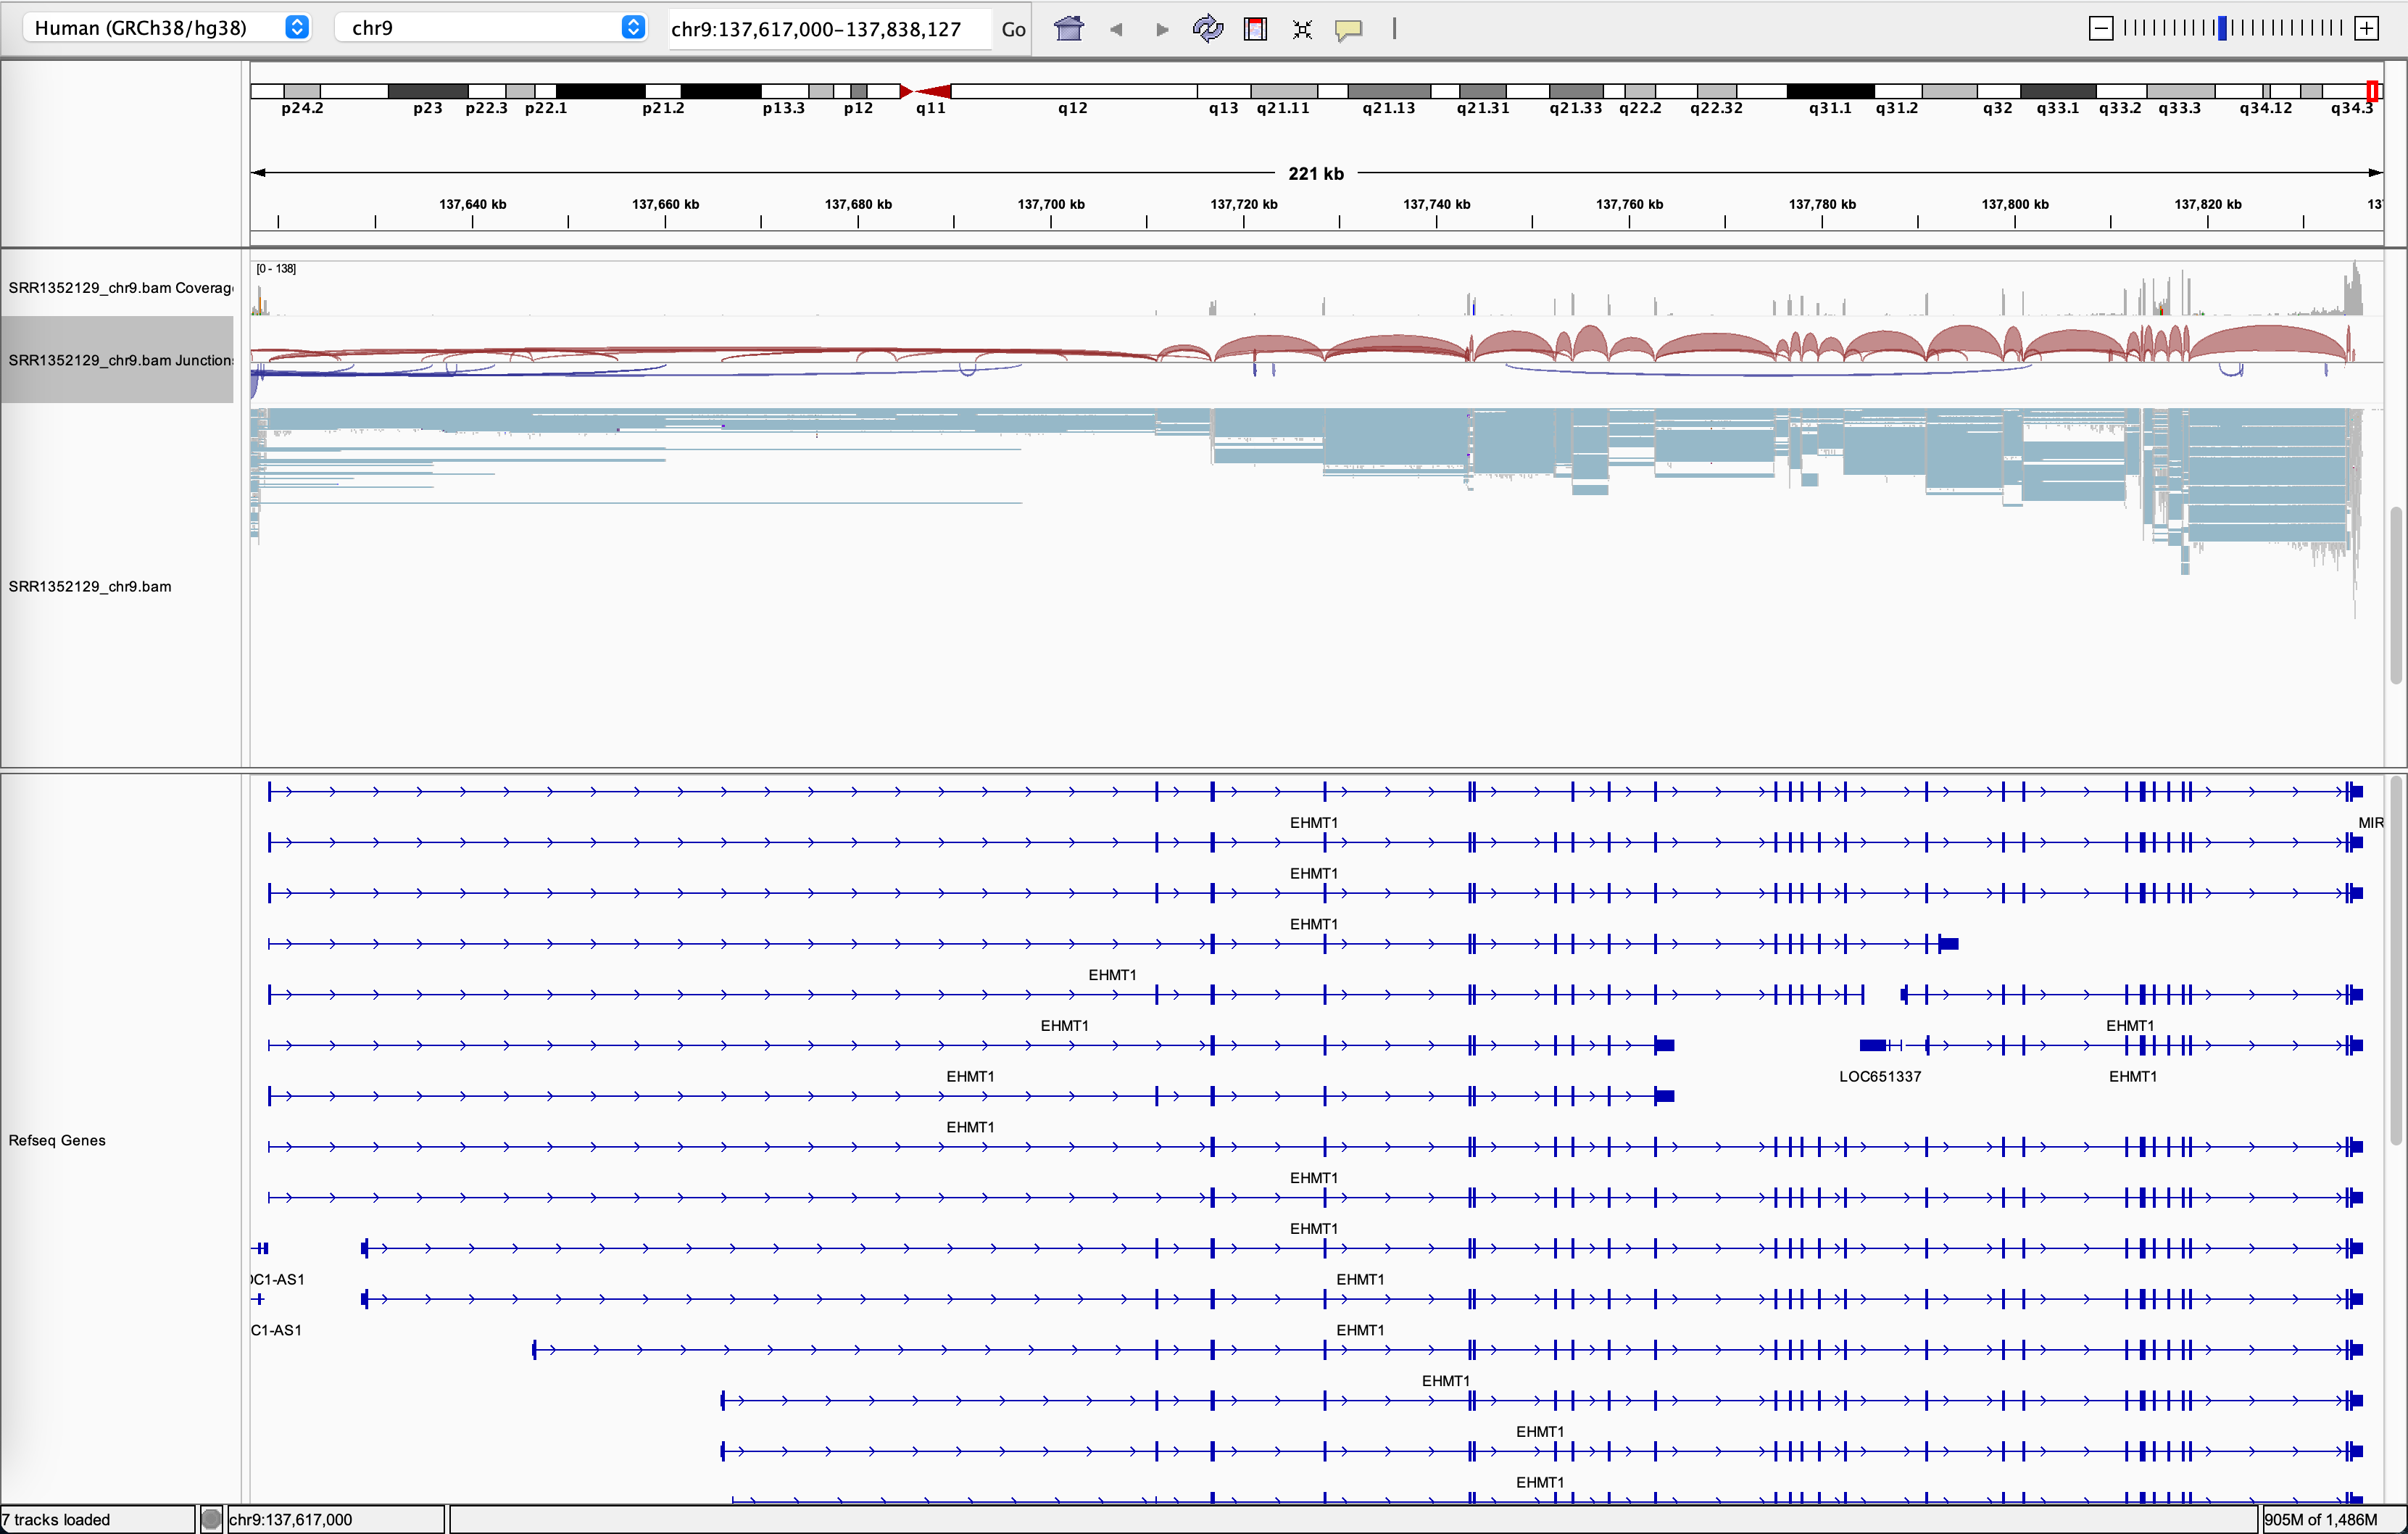 Human (GRCh38/hg38) chr9 chr9:137,617,000-137,838,127 Go
p24.2 p23 p22.3 p22.1 p21.2 p13.3 p12 q11 q12 q13 q21.11 q21.13 q21.31 q21.33 q22.2 q22.32 q31.1 q31.2 q32 q33.1 q33.2 q33.3 q34.12 q34.3
221 kb
137,640 kb 137,660 kb 137,680 kb 137,700 kb 137,720 kb 137,740 kb 137,760 kb 137,780 kb 137,800 kb 137,820 kb 13
[0 - 138]
SRR1352129_chr9.bam Coverag
SRR1352129_chr9.bam Junction
SRR1352129_chr9.bam
EHMT1 MIR
EHMT1
EHMT1
EHMT1
EHMT1 EHMT1
EHMT1 LOC651337 EHMT1
EHMT1
Refseq Genes
EHMT1
EHMT1
C1-AS1 EHMT1
C1-AS1 EHMT1
EHMT1
EHMT1
EHMT1
7 tracks loaded chr9:137,617,000 905M of 1,486M